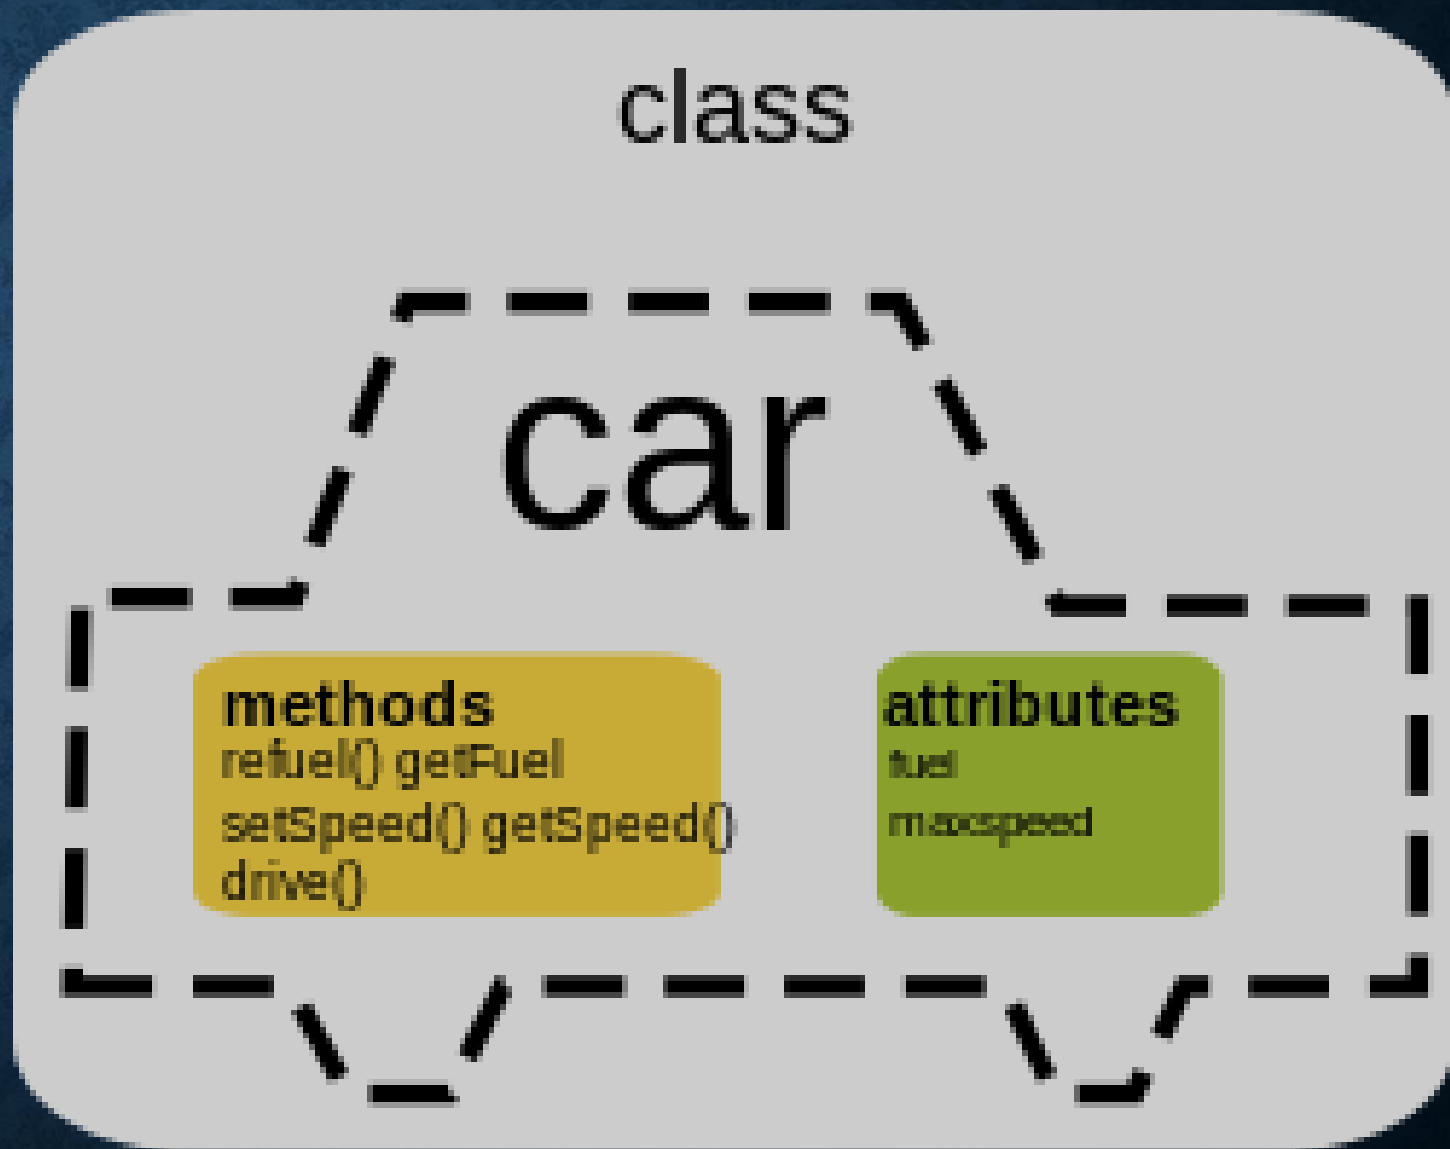 class
car
methods
refuel() getFuel
setSpeed() getSpeed()
drive()
attributes
fuel
maxspeed